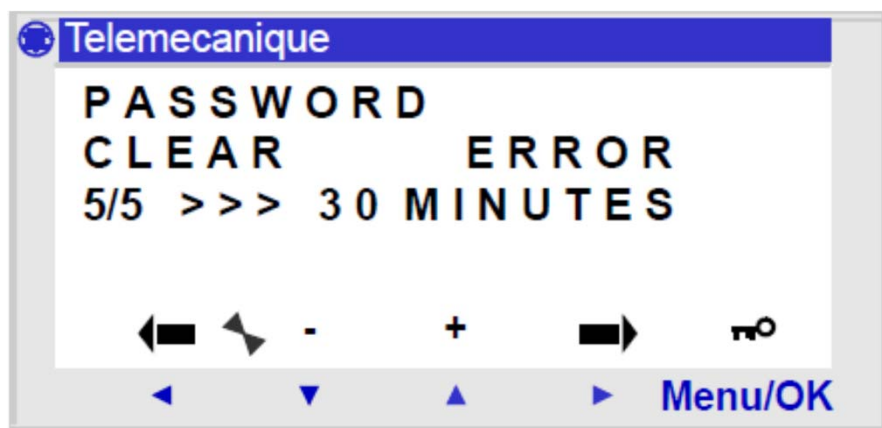 Telemecanique
PASSWORD
CLEAR ERROR
5/5 >>> 30 MINUTES
- +
Menu/OK